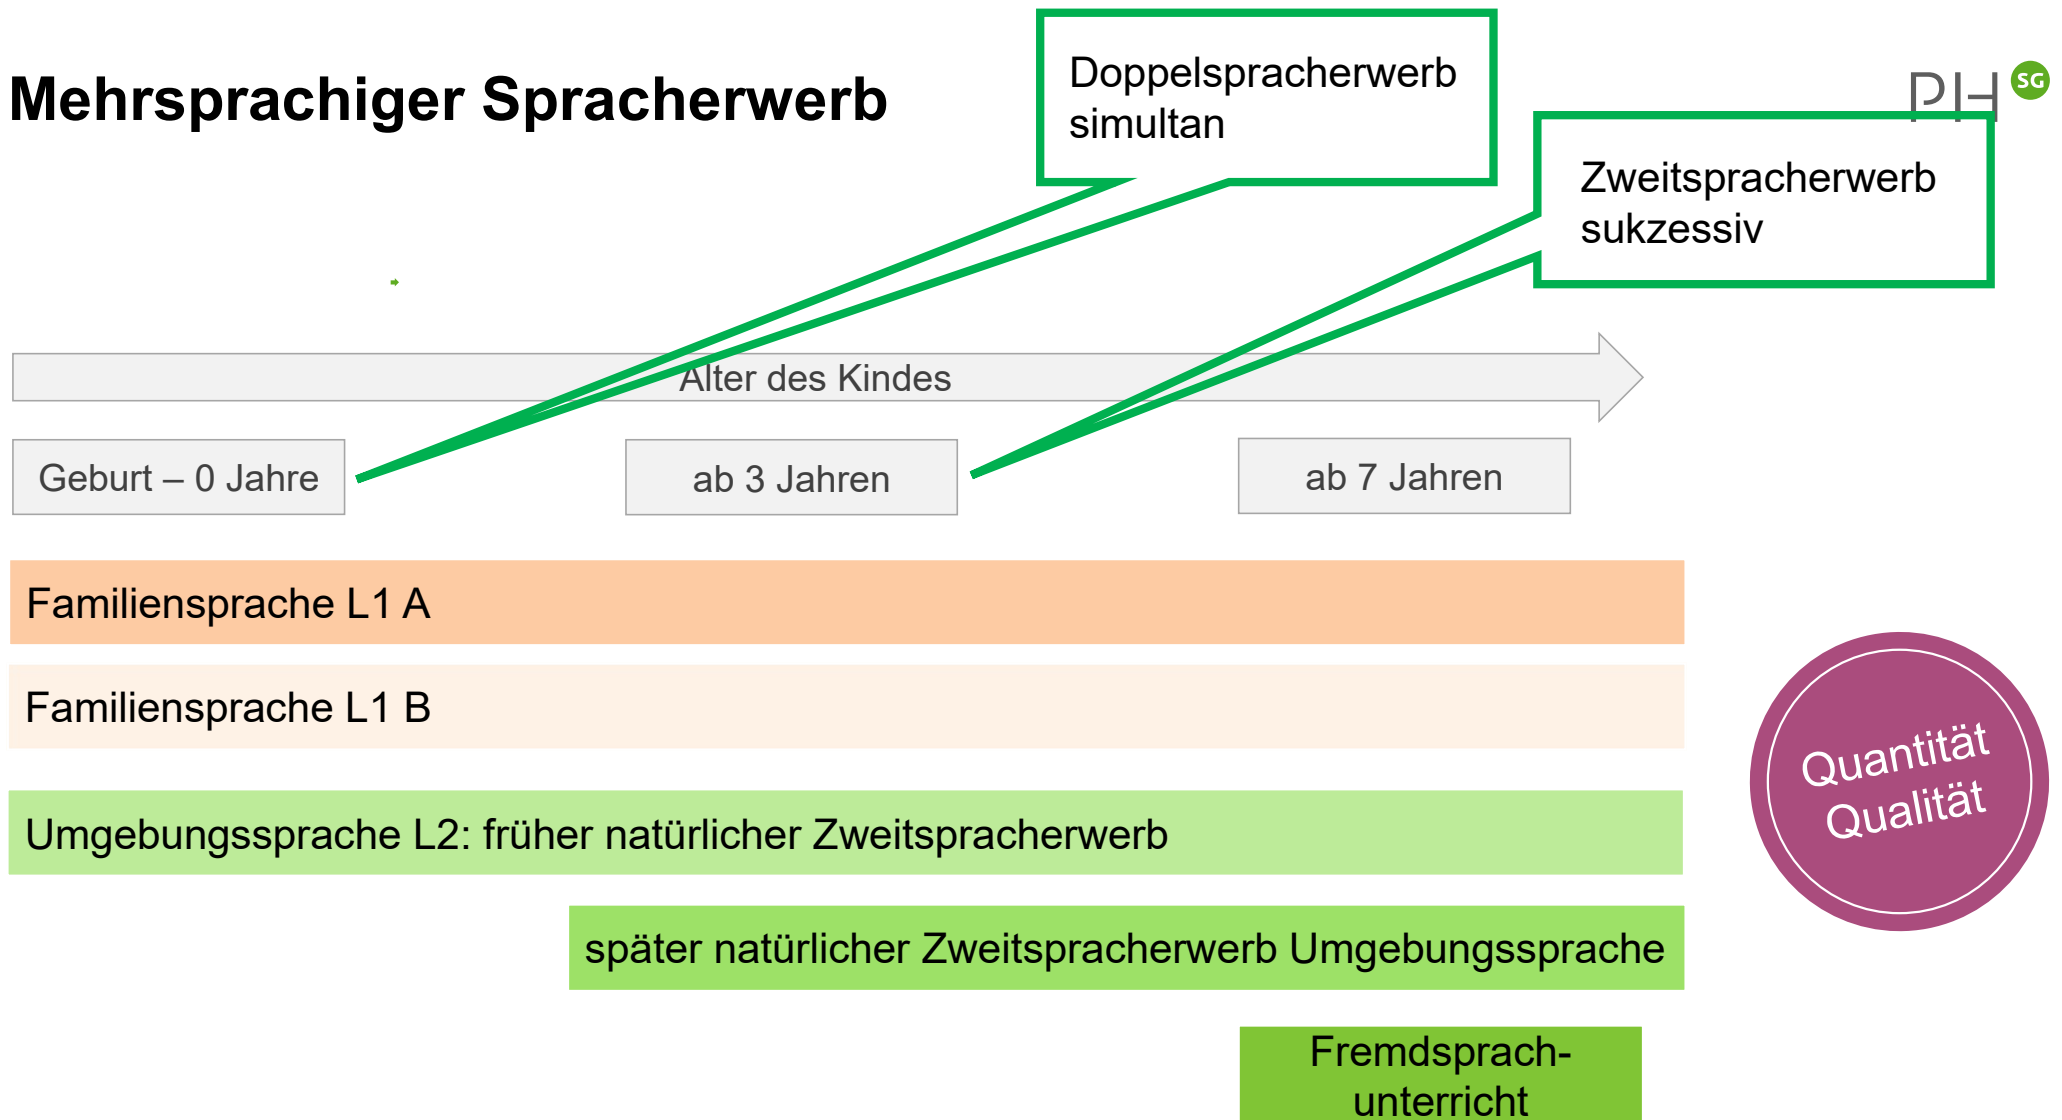 Mehrsprachiger Spracherwerb
Doppelspracherwerb
simultan
PH SG
Zweitspracherwerb
sukzessiv
Alter des Kindes
Geburt – 0 Jahre
ab 3 Jahren
ab 7 Jahren
Familiensprache L1 A
Familiensprache L1 B
Umgebungssprache L2: früher natürlicher Zweitspracherwerb
später natürlicher Zweitspracherwerb Umgebungssprache
Fremdsprach-
unterricht
Quantität
Qualität